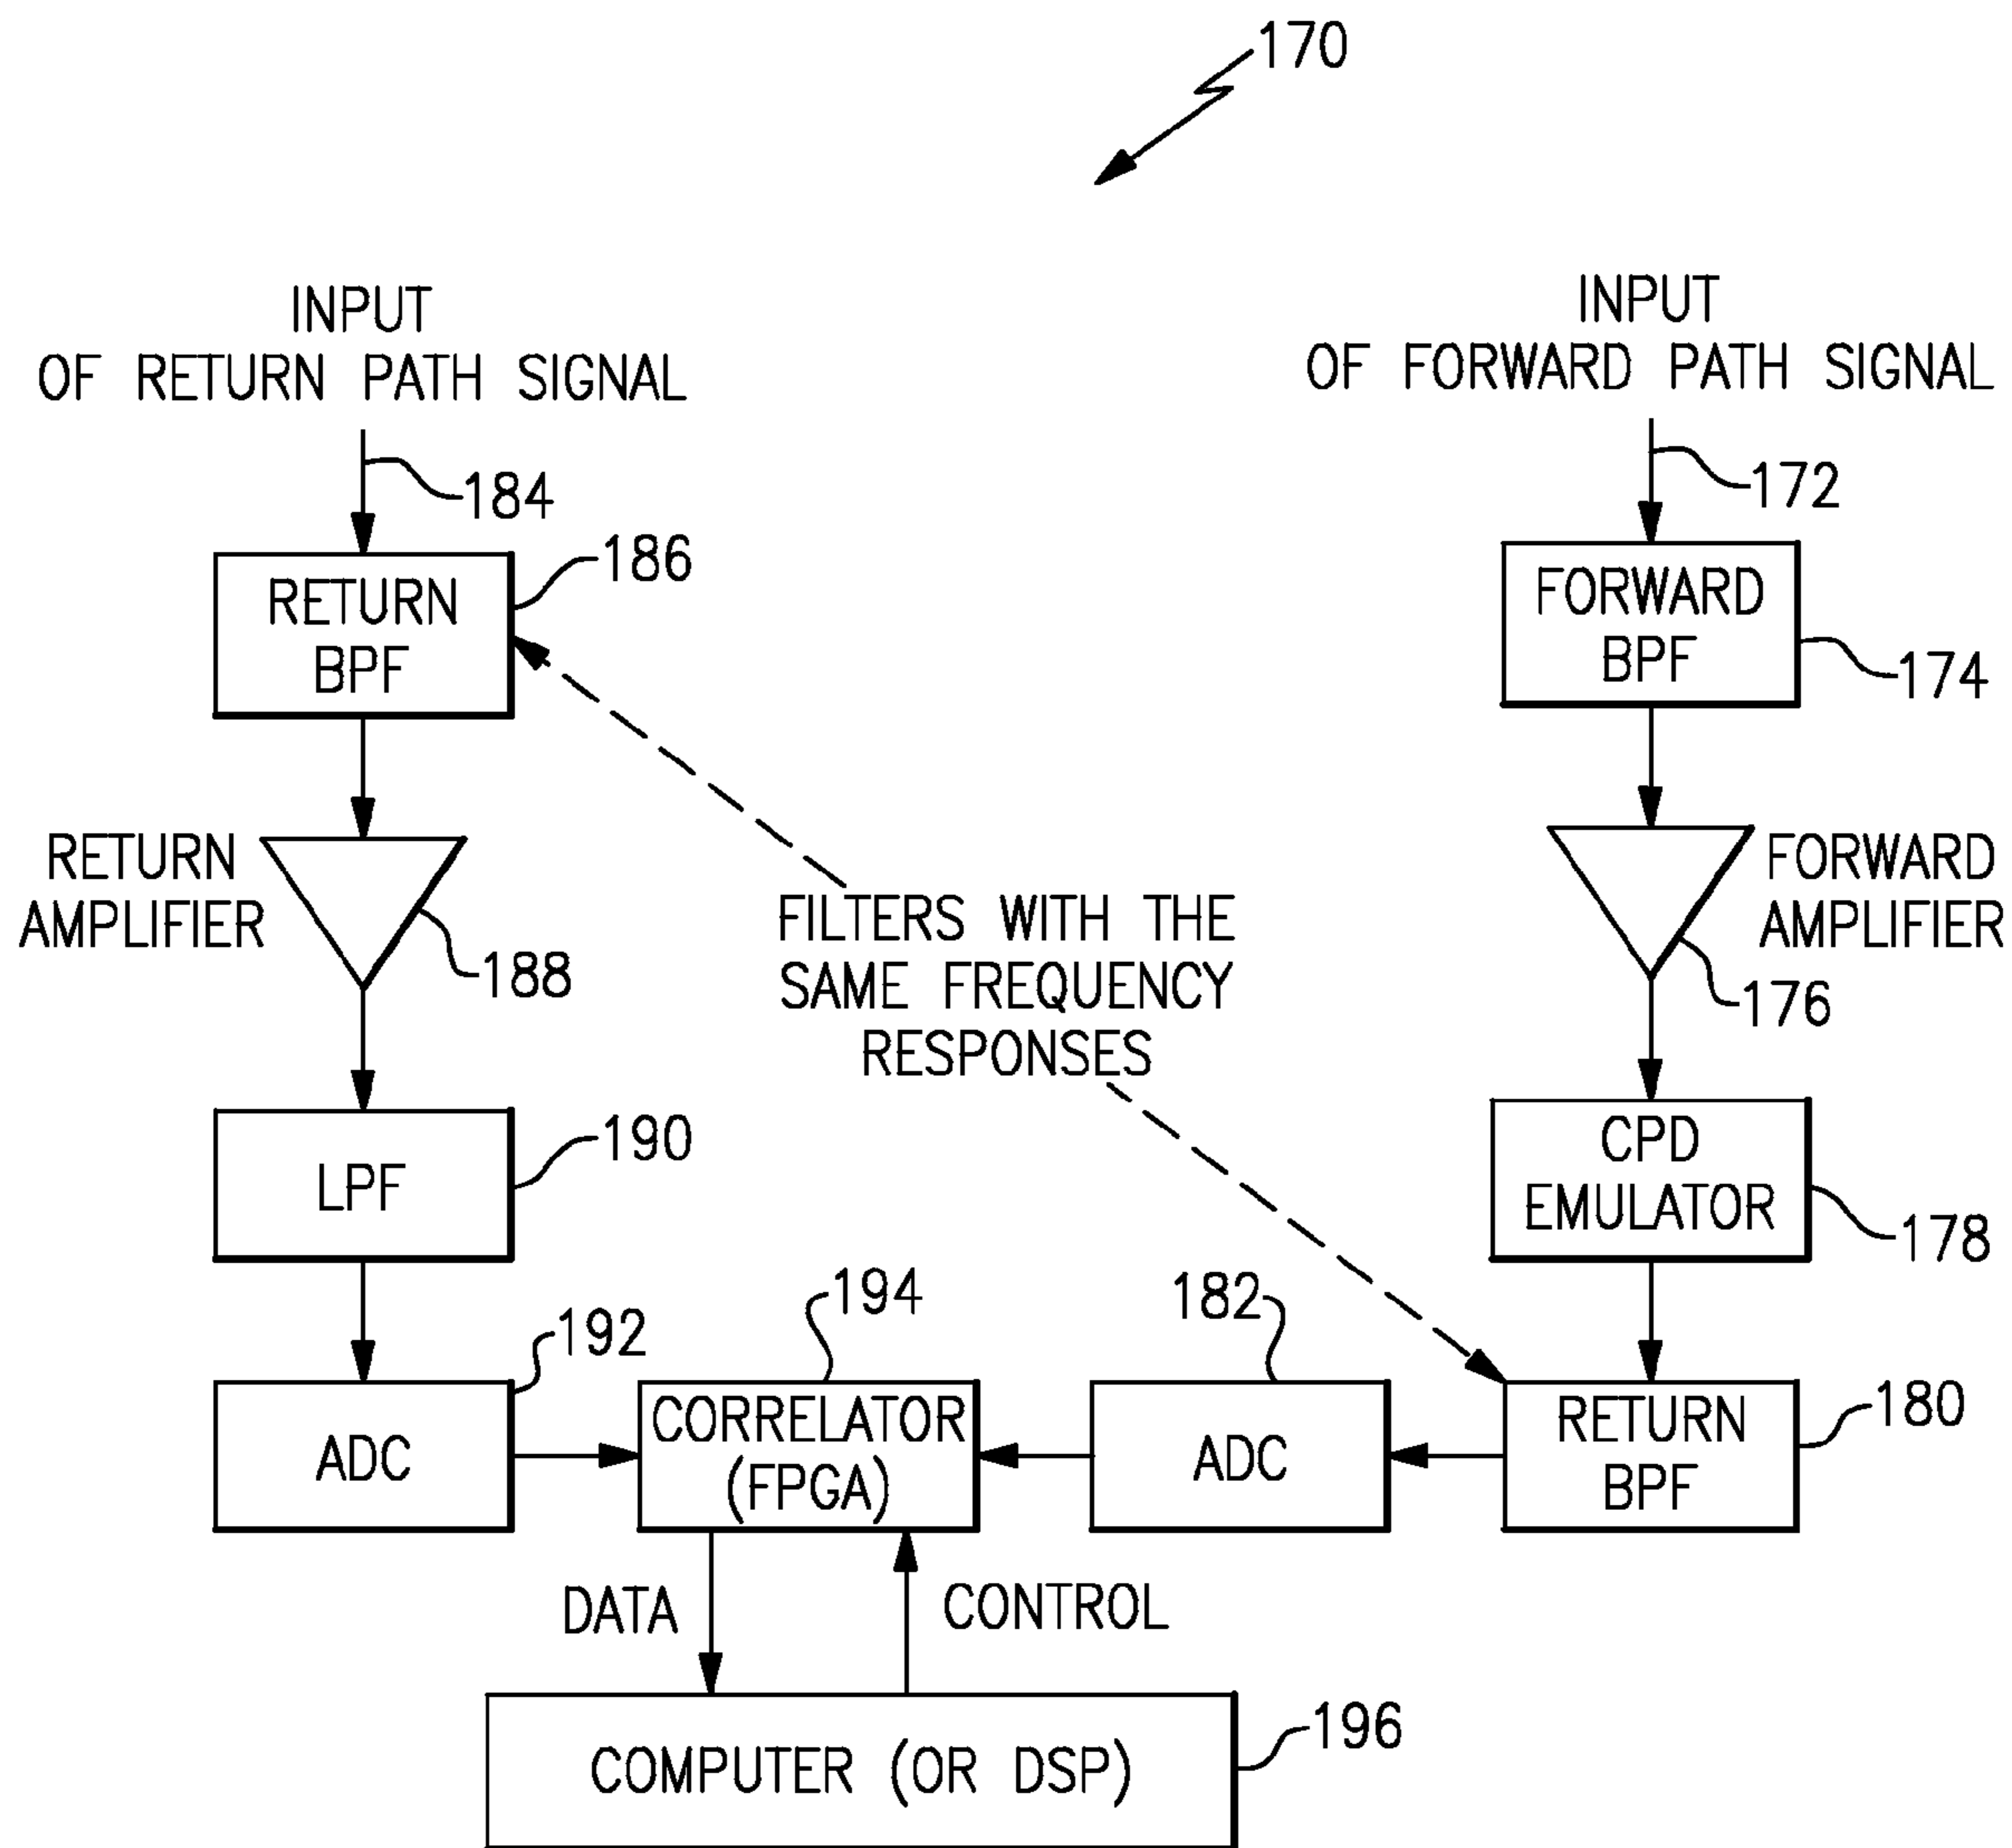 170
INPUT
OF RETURN PATH SIGNAL
INPUT
OF FORWARD PATH SIGNAL
184
172
RETURN
BPF
186
FORWARD
BPF
174
RETURN
AMPLIFIER
188
FILTERS WITH THE
SAME FREQUENCY
RESPONSES
FORWARD
AMPLIFIER
176
LPF
190
CPD
EMULATOR
178
ADC
192
CORRELATOR
(FPGA)
194
182
ADC
RETURN
BPF
180
DATA
CONTROL
COMPUTER (OR DSP)
196